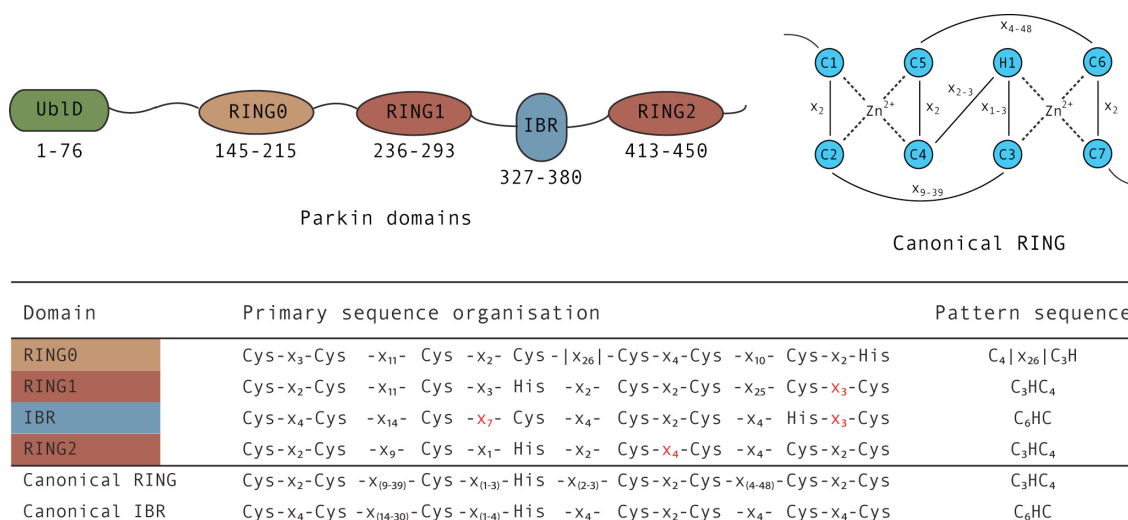 UblD RING0 RING1 IBR RING2
1-76 145-215 236-293 327-380 413-450
Parkin domains
x₄₋₄₈
C1 C5 H1 C6
x₂ Zn²⁺ x₂ x₂₋₃ x₁₋₃ Zn²⁺ x₂
C2 C4 C3 C7
x₉₋₃₉
Canonical RING
Domain Primary sequence organisation Pattern sequence
RING0 Cys-x₃-Cys -x₁₁- Cys -x₂- Cys -|x₂₆|-Cys-x₄-Cys -x₁₀- Cys-x₂-His C₄|x₂₆|C₃H
RING1 Cys-x₂-Cys -x₁₁- Cys -x₃- His -x₂- Cys-x₂-Cys -x₂₅- Cys-x₃-Cys C₃HC₄
IBR Cys-x₄-Cys -x₁₄- Cys -x₇- Cys -x₄- Cys-x₂-Cys -x₄- His-x₃-Cys C₆HC
RING2 Cys-x₂-Cys -x₉- Cys -x₁- His -x₂- Cys-x₄-Cys -x₄- Cys-x₂-Cys C₃HC₄
Canonical RING Cys-x₂-Cys -x₍₉₋₃₉₎- Cys -x₍₁₋₃₎-His -x₍₂₋₃₎- Cys-x₂-Cys -x₍₄₋₄₈₎-Cys-x₂-Cys C₃HC₄
Canonical IBR Cys-x₄-Cys -x₍₁₄₋₃₀₎-Cys -x₍₁₋₄₎-His -x₄- Cys-x₂-Cys -x₄- Cys-x₄-Cys C₆HC